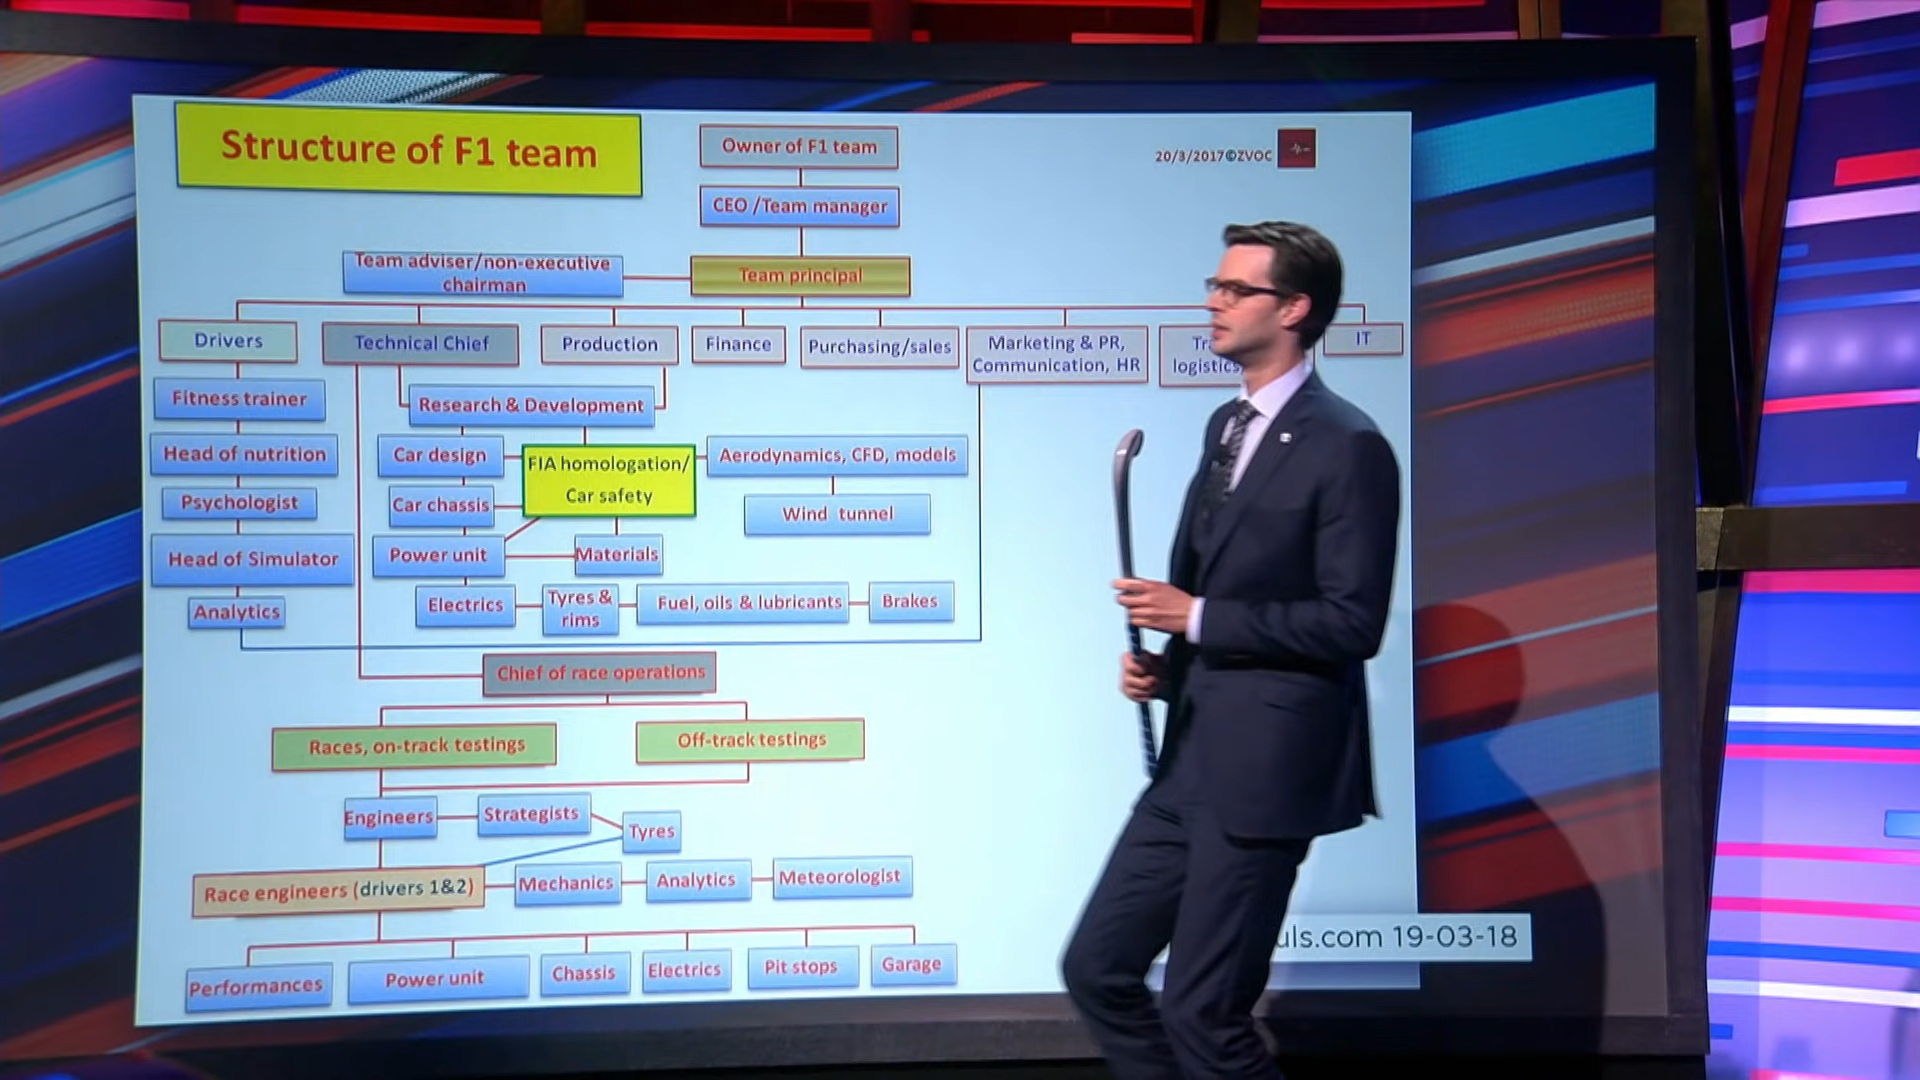 Structure of F1 team
Owner of F1 team
20/3/2017©ZVOC
CEO /Team manager
Team adviser/non-executive
chairman
Team principal
Drivers
Technical Chief
Production
Finance
Purchasing/sales
Marketing & PR,
Communication, HR
IT
Fitness trainer
Research & Development
Head of nutrition
Car design
FIA homologation/
Car safety
Aerodynamics, CFD, models
Psychologist
Car chassis
Wind tunnel
Head of Simulator
Power unit
Materials
Analytics
Electrics
Tyres &
rims
Fuel, oils & lubricants
Brakes
Chief of race operations
Races, on-track testings
Off-track testings
Engineers
Strategists
Tyres
Race engineers (drivers 1&2)
Mechanics
Analytics
Meteorologist
uls.com 19-03-18
Performances
Power unit
Chassis
Electrics
Pit stops
Garage